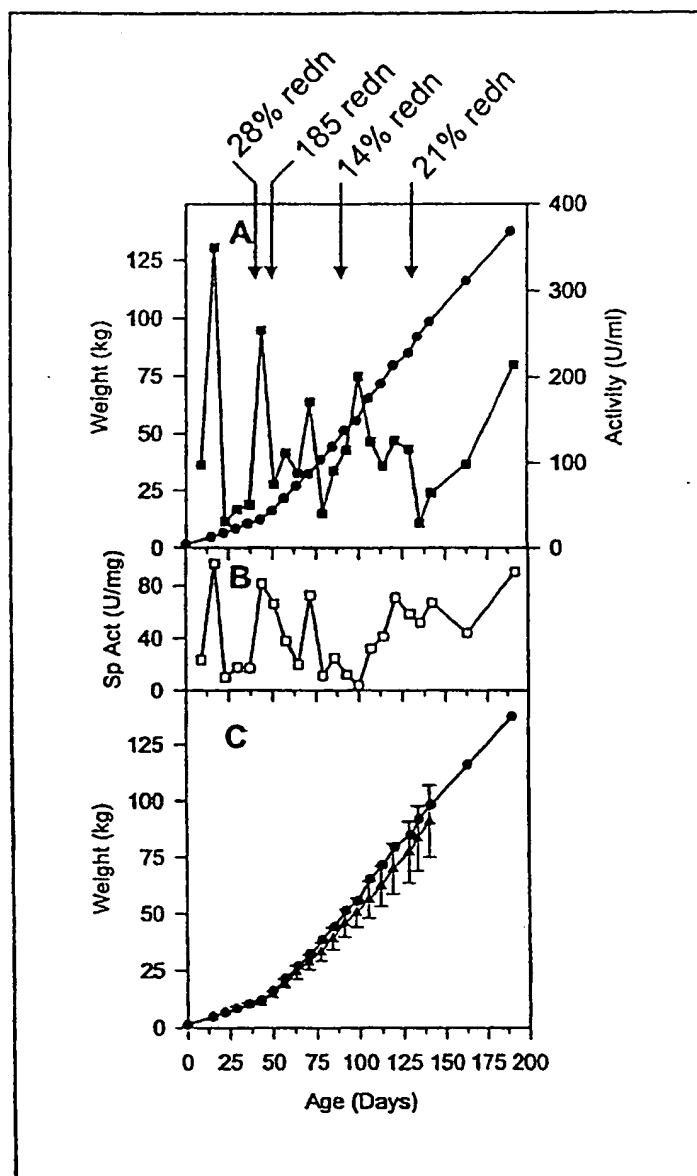 28% redn
185 redn
14% redn
21% redn
A
400
300
200
100
0
Activity (U/ml)
125
100
75
50
25
0
Weight (kg)
B
80
40
0
Sp Act (U/mg)
C
125
100
75
50
25
0
Weight (kg)
0 25 50 75 100 125 150 175 200
Age (Days)